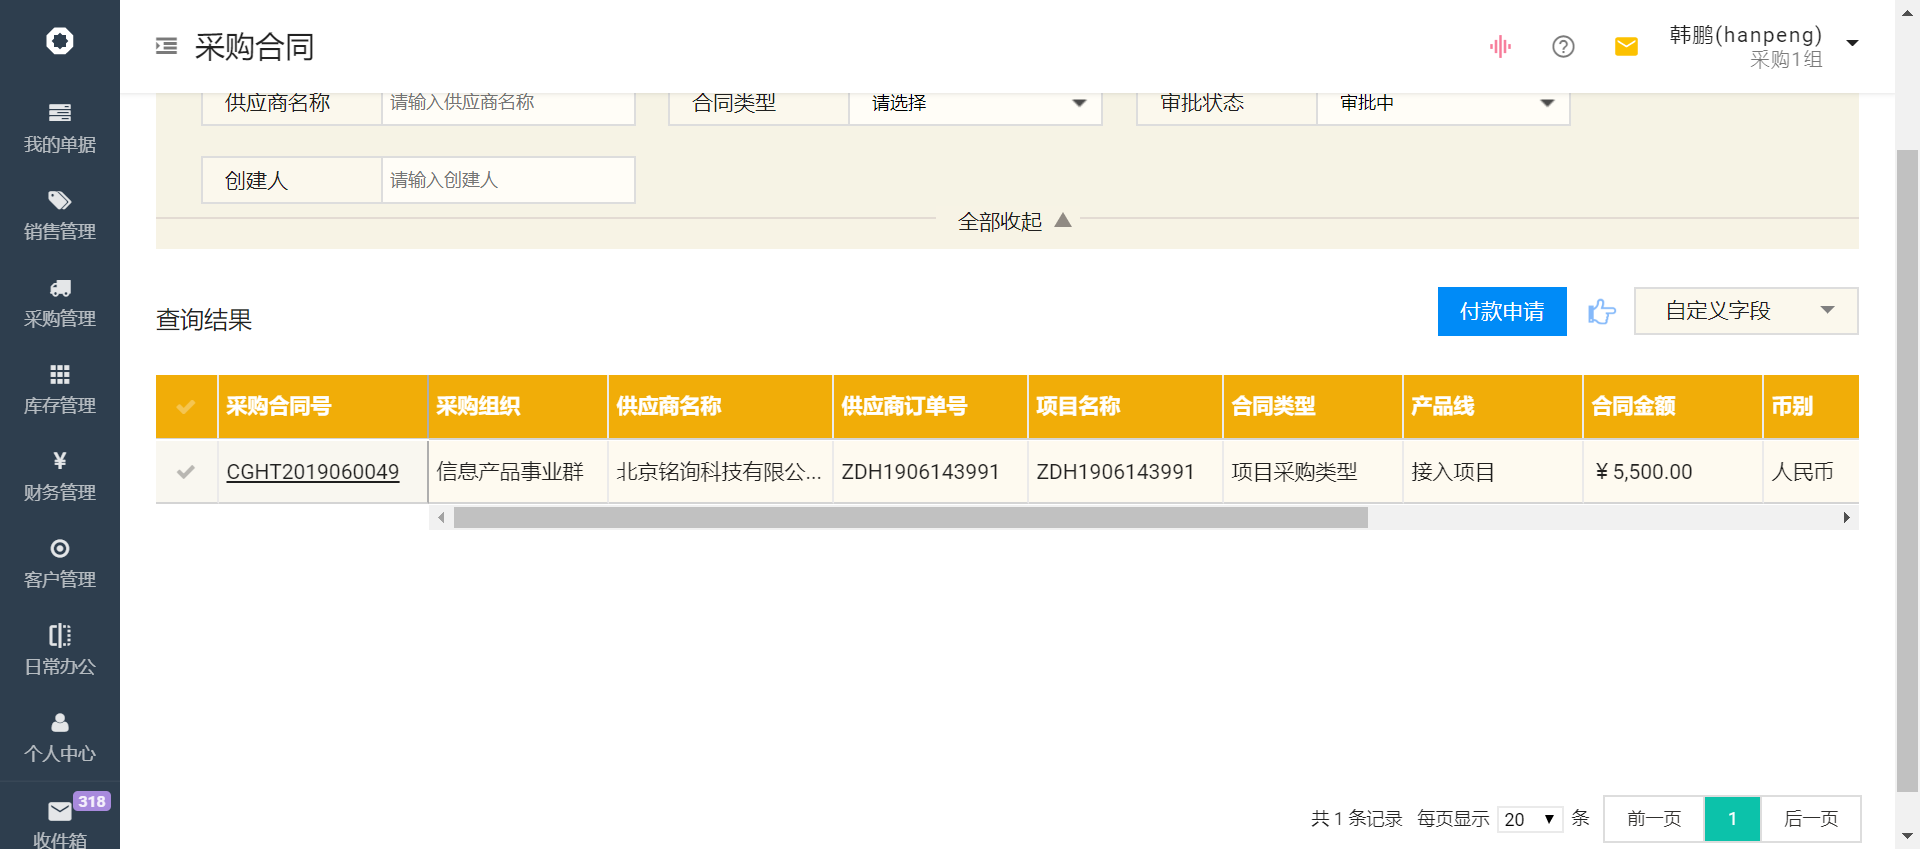 采购合同
韩鹏(hanpeng)
采购1组
我的单据
销售管理
采购管理
库存管理
财务管理
客户管理
日常办公
个人中心
318
收件箱
供应商名称 请输入供应商名称 合同类型 请选择 审批状态 审批中
创建人 请输入创建人
全部收起
查询结果 付款申请 自定义字段
采购合同号 采购组织 供应商名称 供应商订单号 项目名称 合同类型 产品线 合同金额 币别
CGHT2019060049 信息产品事业群 北京铭询科技有限公... ZDH1906143991 ZDH1906143991 项目采购类型 接入项目 ￥5,500.00 人民币
共 1 条记录 每页显示 20 条 前一页 1 后一页